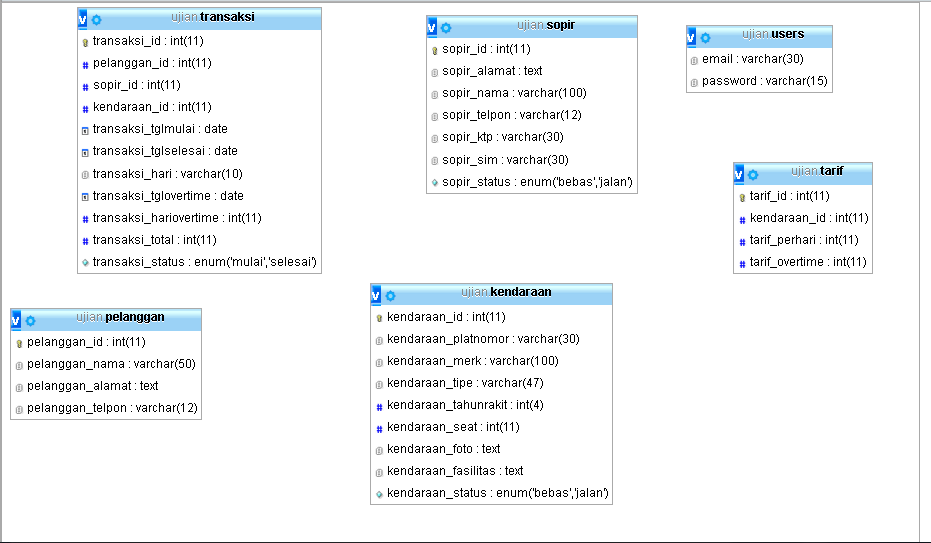 ujian.transaksi
transaksi_id : int(11)
pelanggan_id : int(11)
sopir_id : int(11)
kendaraan_id : int(11)
transaksi_tglmulai : date
transaksi_tglselesai : date
transaksi_hari : varchar(10)
transaksi_tglovertime : date
transaksi_hariovertime : int(11)
transaksi_total : int(11)
transaksi_status : enum('mulai','selesai')
ujian.sopir
sopir_id : int(11)
sopir_alamat : text
sopir_nama : varchar(100)
sopir_telpon : varchar(12)
sopir_ktp : varchar(30)
sopir_sim : varchar(30)
sopir_status : enum('bebas','jalan')
ujian.users
email : varchar(30)
password : varchar(15)
ujian.tarif
tarif_id : int(11)
kendaraan_id : int(11)
tarif_perhari : int(11)
tarif_overtime : int(11)
ujian.pelanggan
pelanggan_id : int(11)
pelanggan_nama : varchar(50)
pelanggan_alamat : text
pelanggan_telpon : varchar(12)
ujian.kendaraan
kendaraan_id : int(11)
kendaraan_platnomor : varchar(30)
kendaraan_merk : varchar(100)
kendaraan_tipe : varchar(47)
kendaraan_tahunrakit : int(4)
kendaraan_seat : int(11)
kendaraan_foto : text
kendaraan_fasilitas : text
kendaraan_status : enum('bebas','jalan')